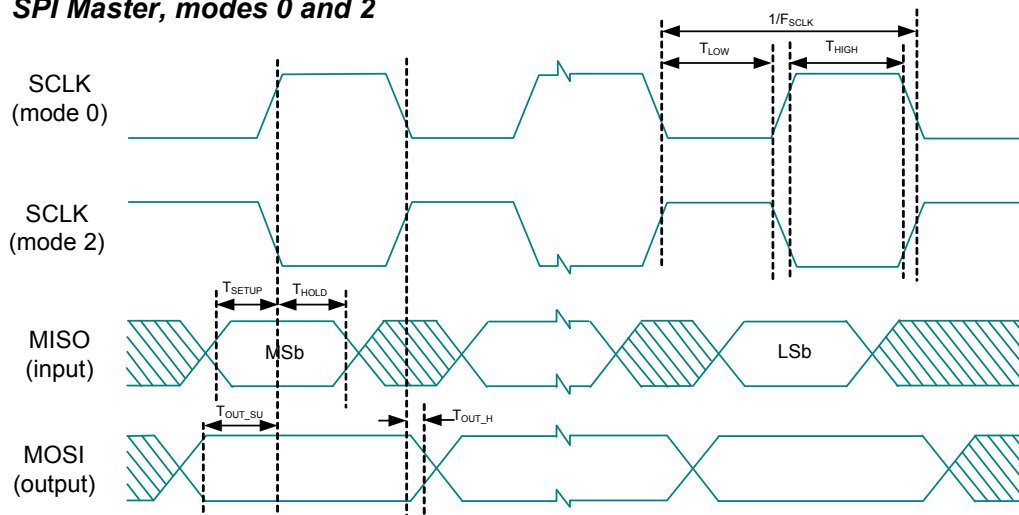 SPI Master, modes 0 and 2
1/FSCLK
TLOW
THIGH
SCLK
(mode 0)
SCLK
(mode 2)
TSETUP
THOLD
MISO
(input)
MSb
LSb
TOUT_SU
TOUT_H
MOSI
(output)